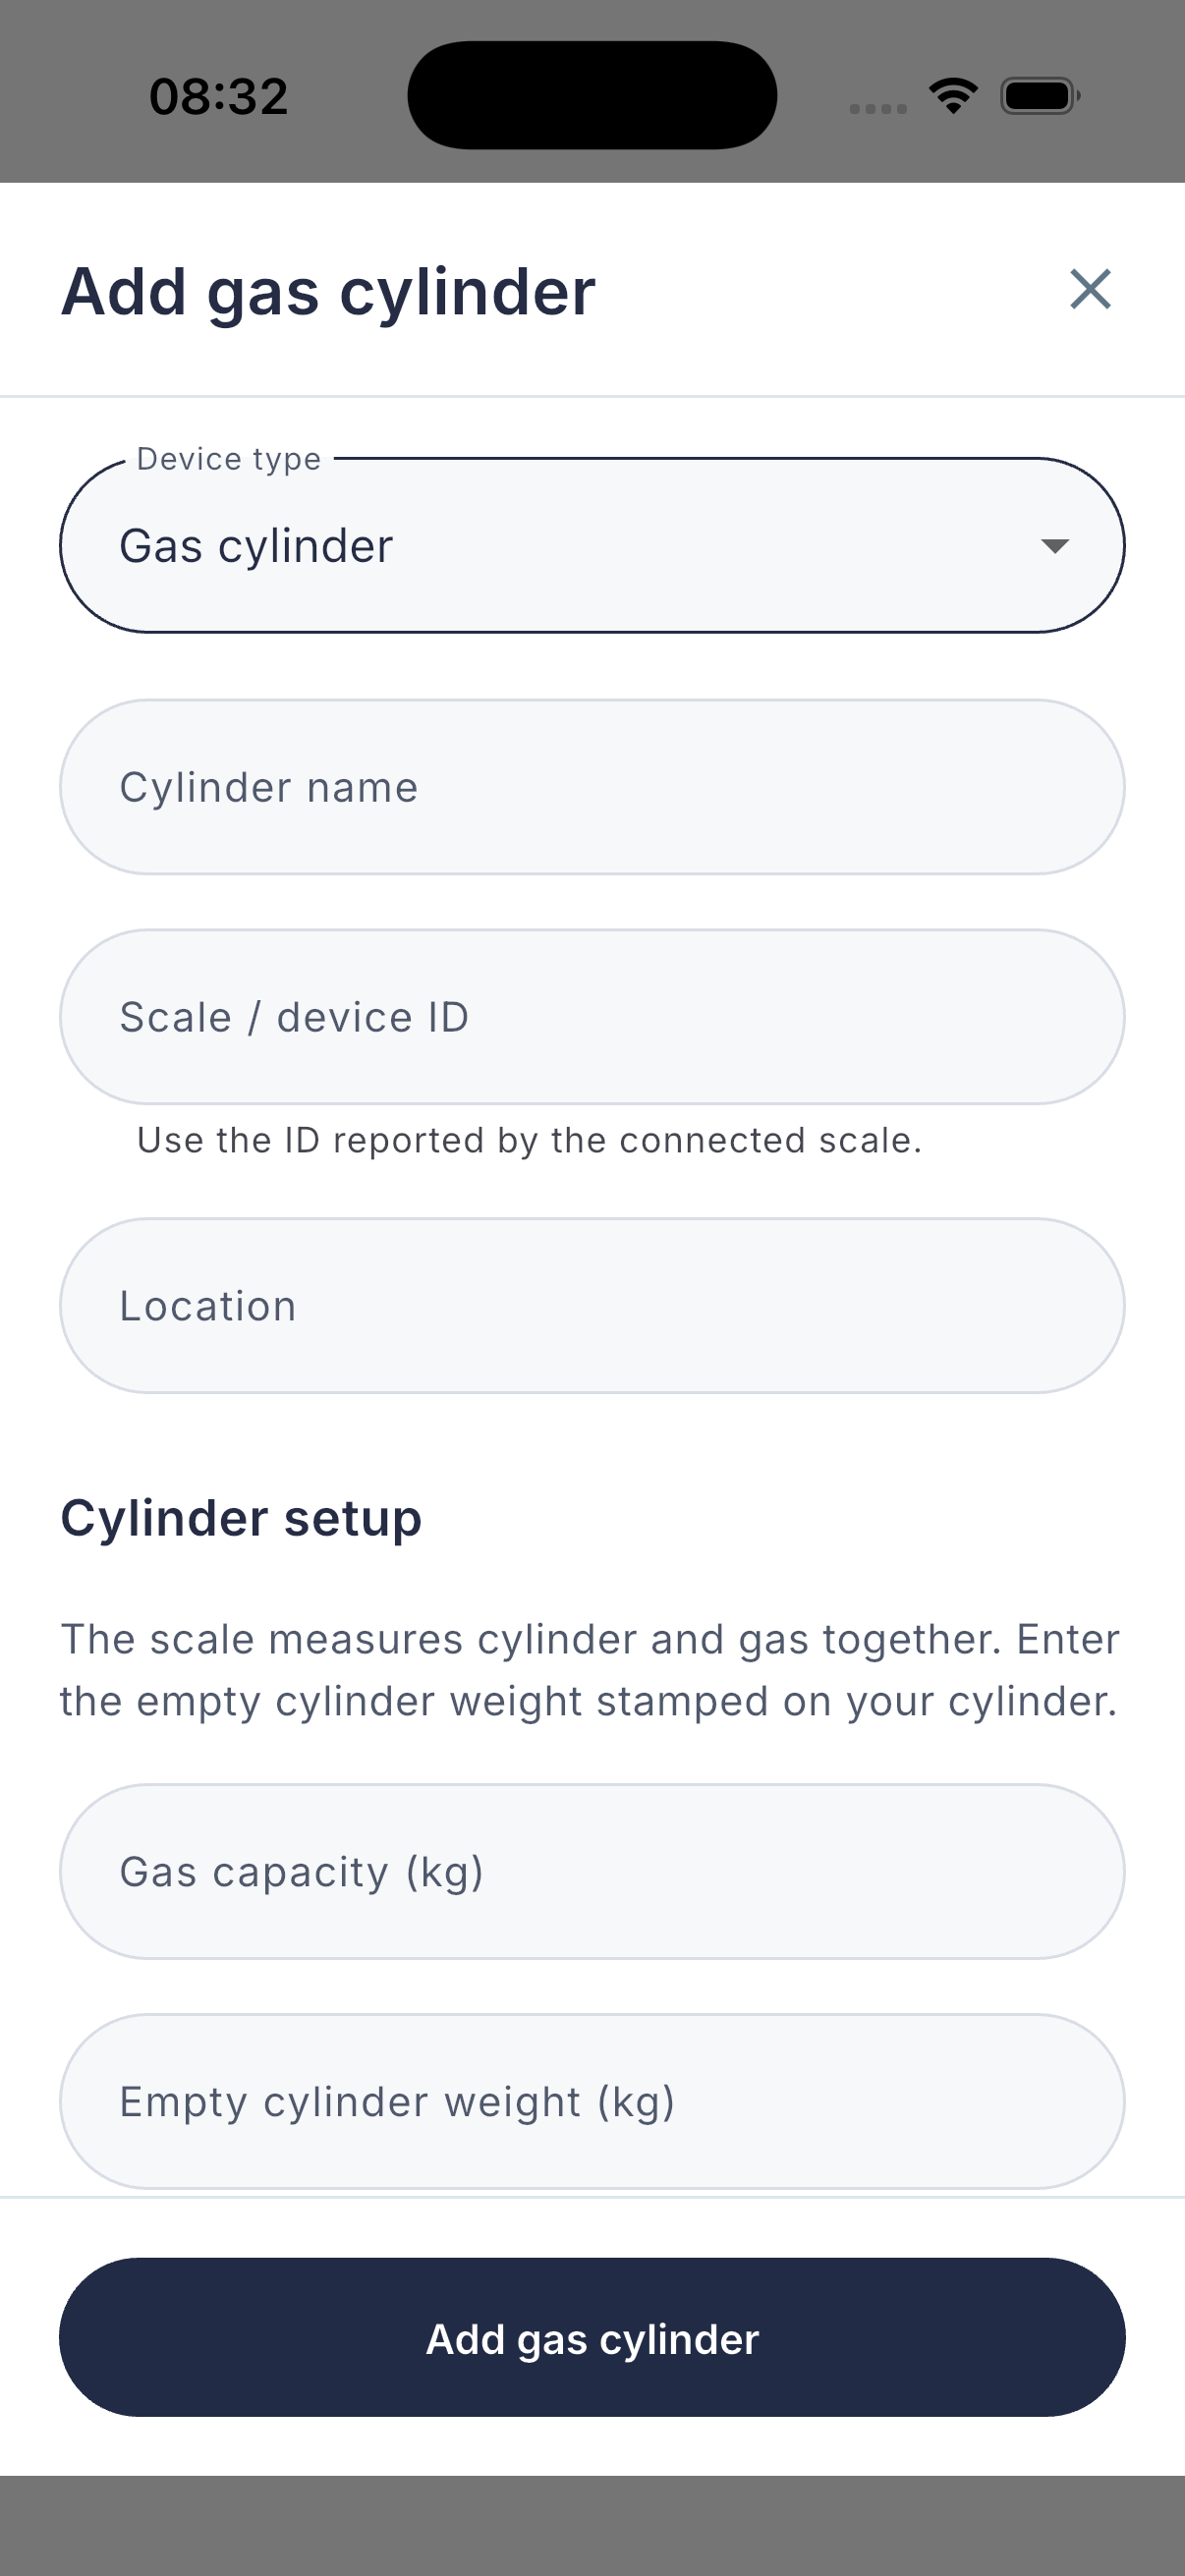 08:32
Add gas cylinder
Device type
Gas cylinder
Cylinder name
Scale / device ID
Use the ID reported by the connected scale.
Location
Cylinder setup
The scale measures cylinder and gas together. Enter
the empty cylinder weight stamped on your cylinder.
Gas capacity (kg)
Empty cylinder weight (kg)
Add gas cylinder